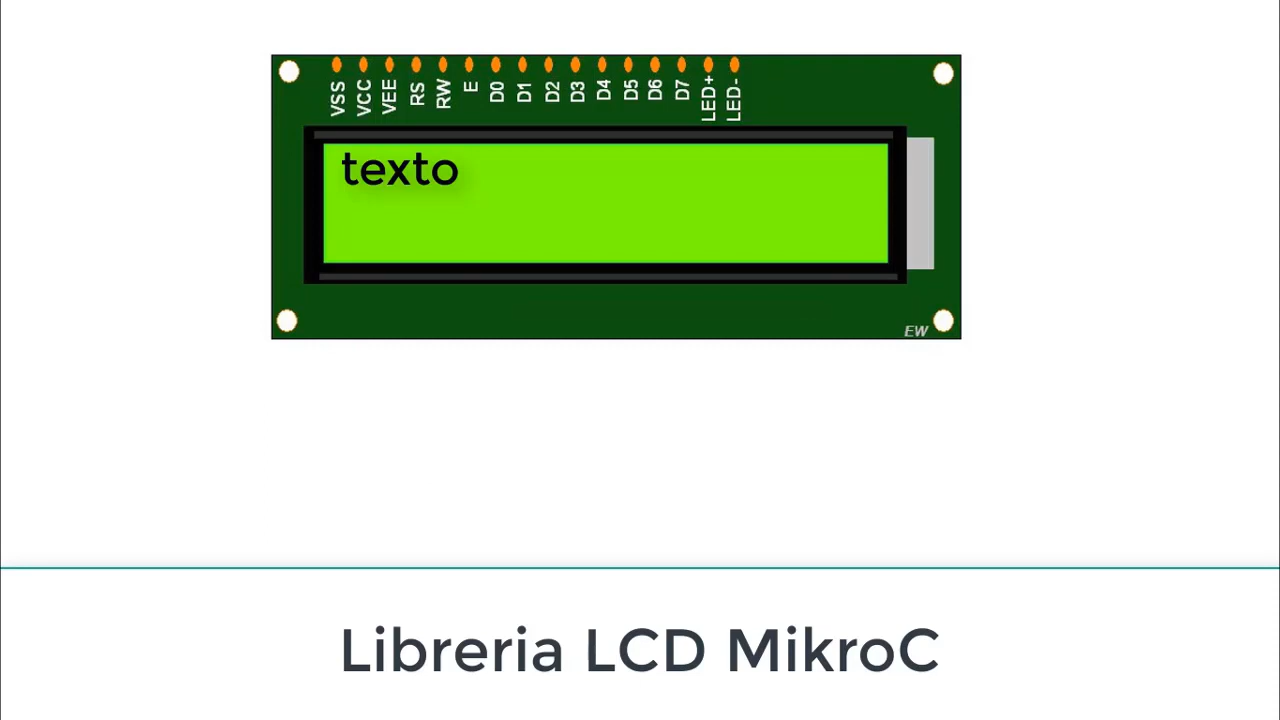 VSS VCC VEE RS RW E D0 D1 D2 D3 D4 D5 D6 D7 LED+ LED-
texto
EW
Libreria LCD MikroC